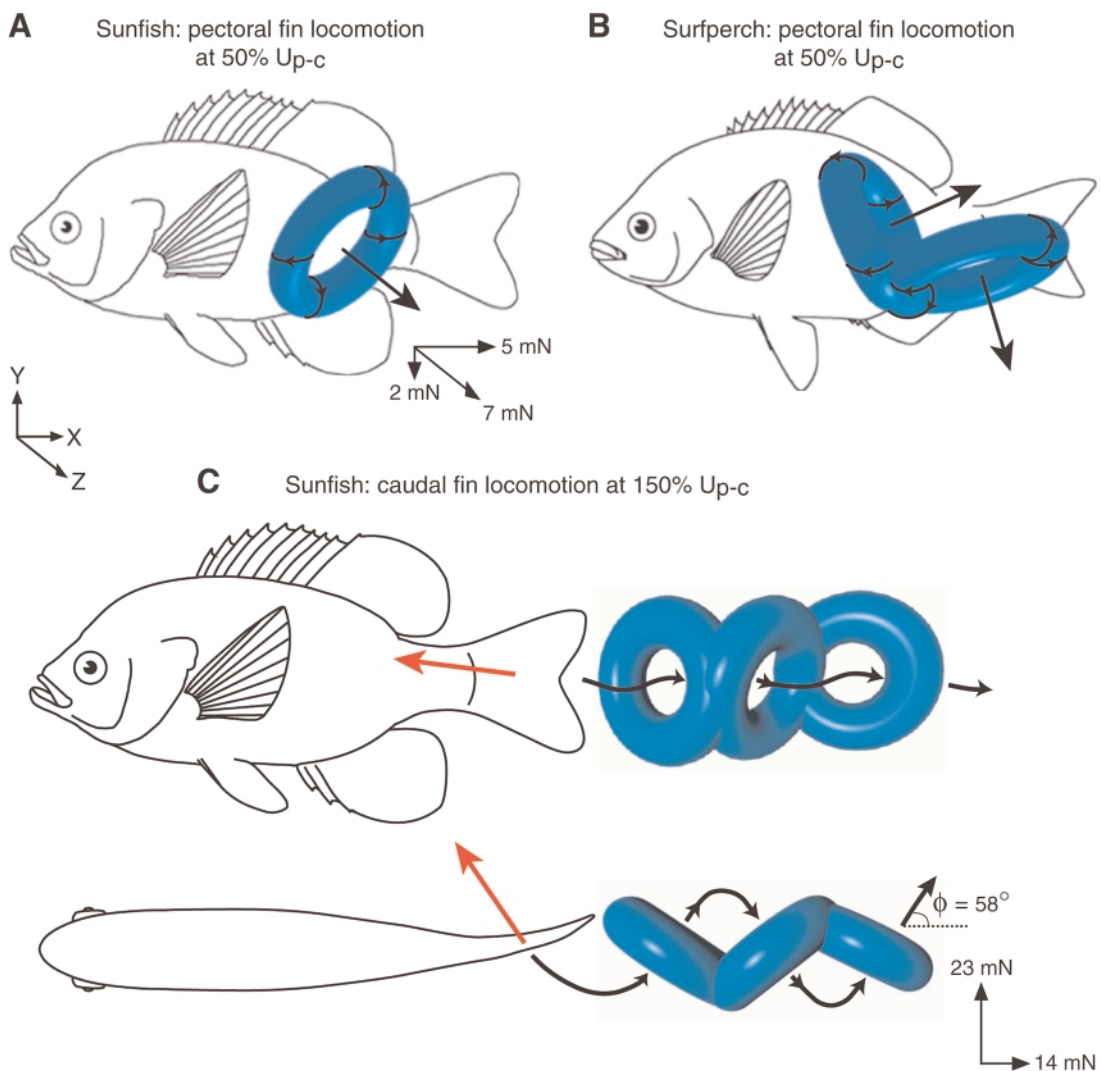 A
Sunfish: pectoral fin locomotion
at 50% Up-c
B
Surfperch: pectoral fin locomotion
at 50% Up-c
5 mN
2 mN
7 mN
Y
X
Z
C
Sunfish: caudal fin locomotion at 150% Up-c
ϕ = 58°
23 mN
14 mN